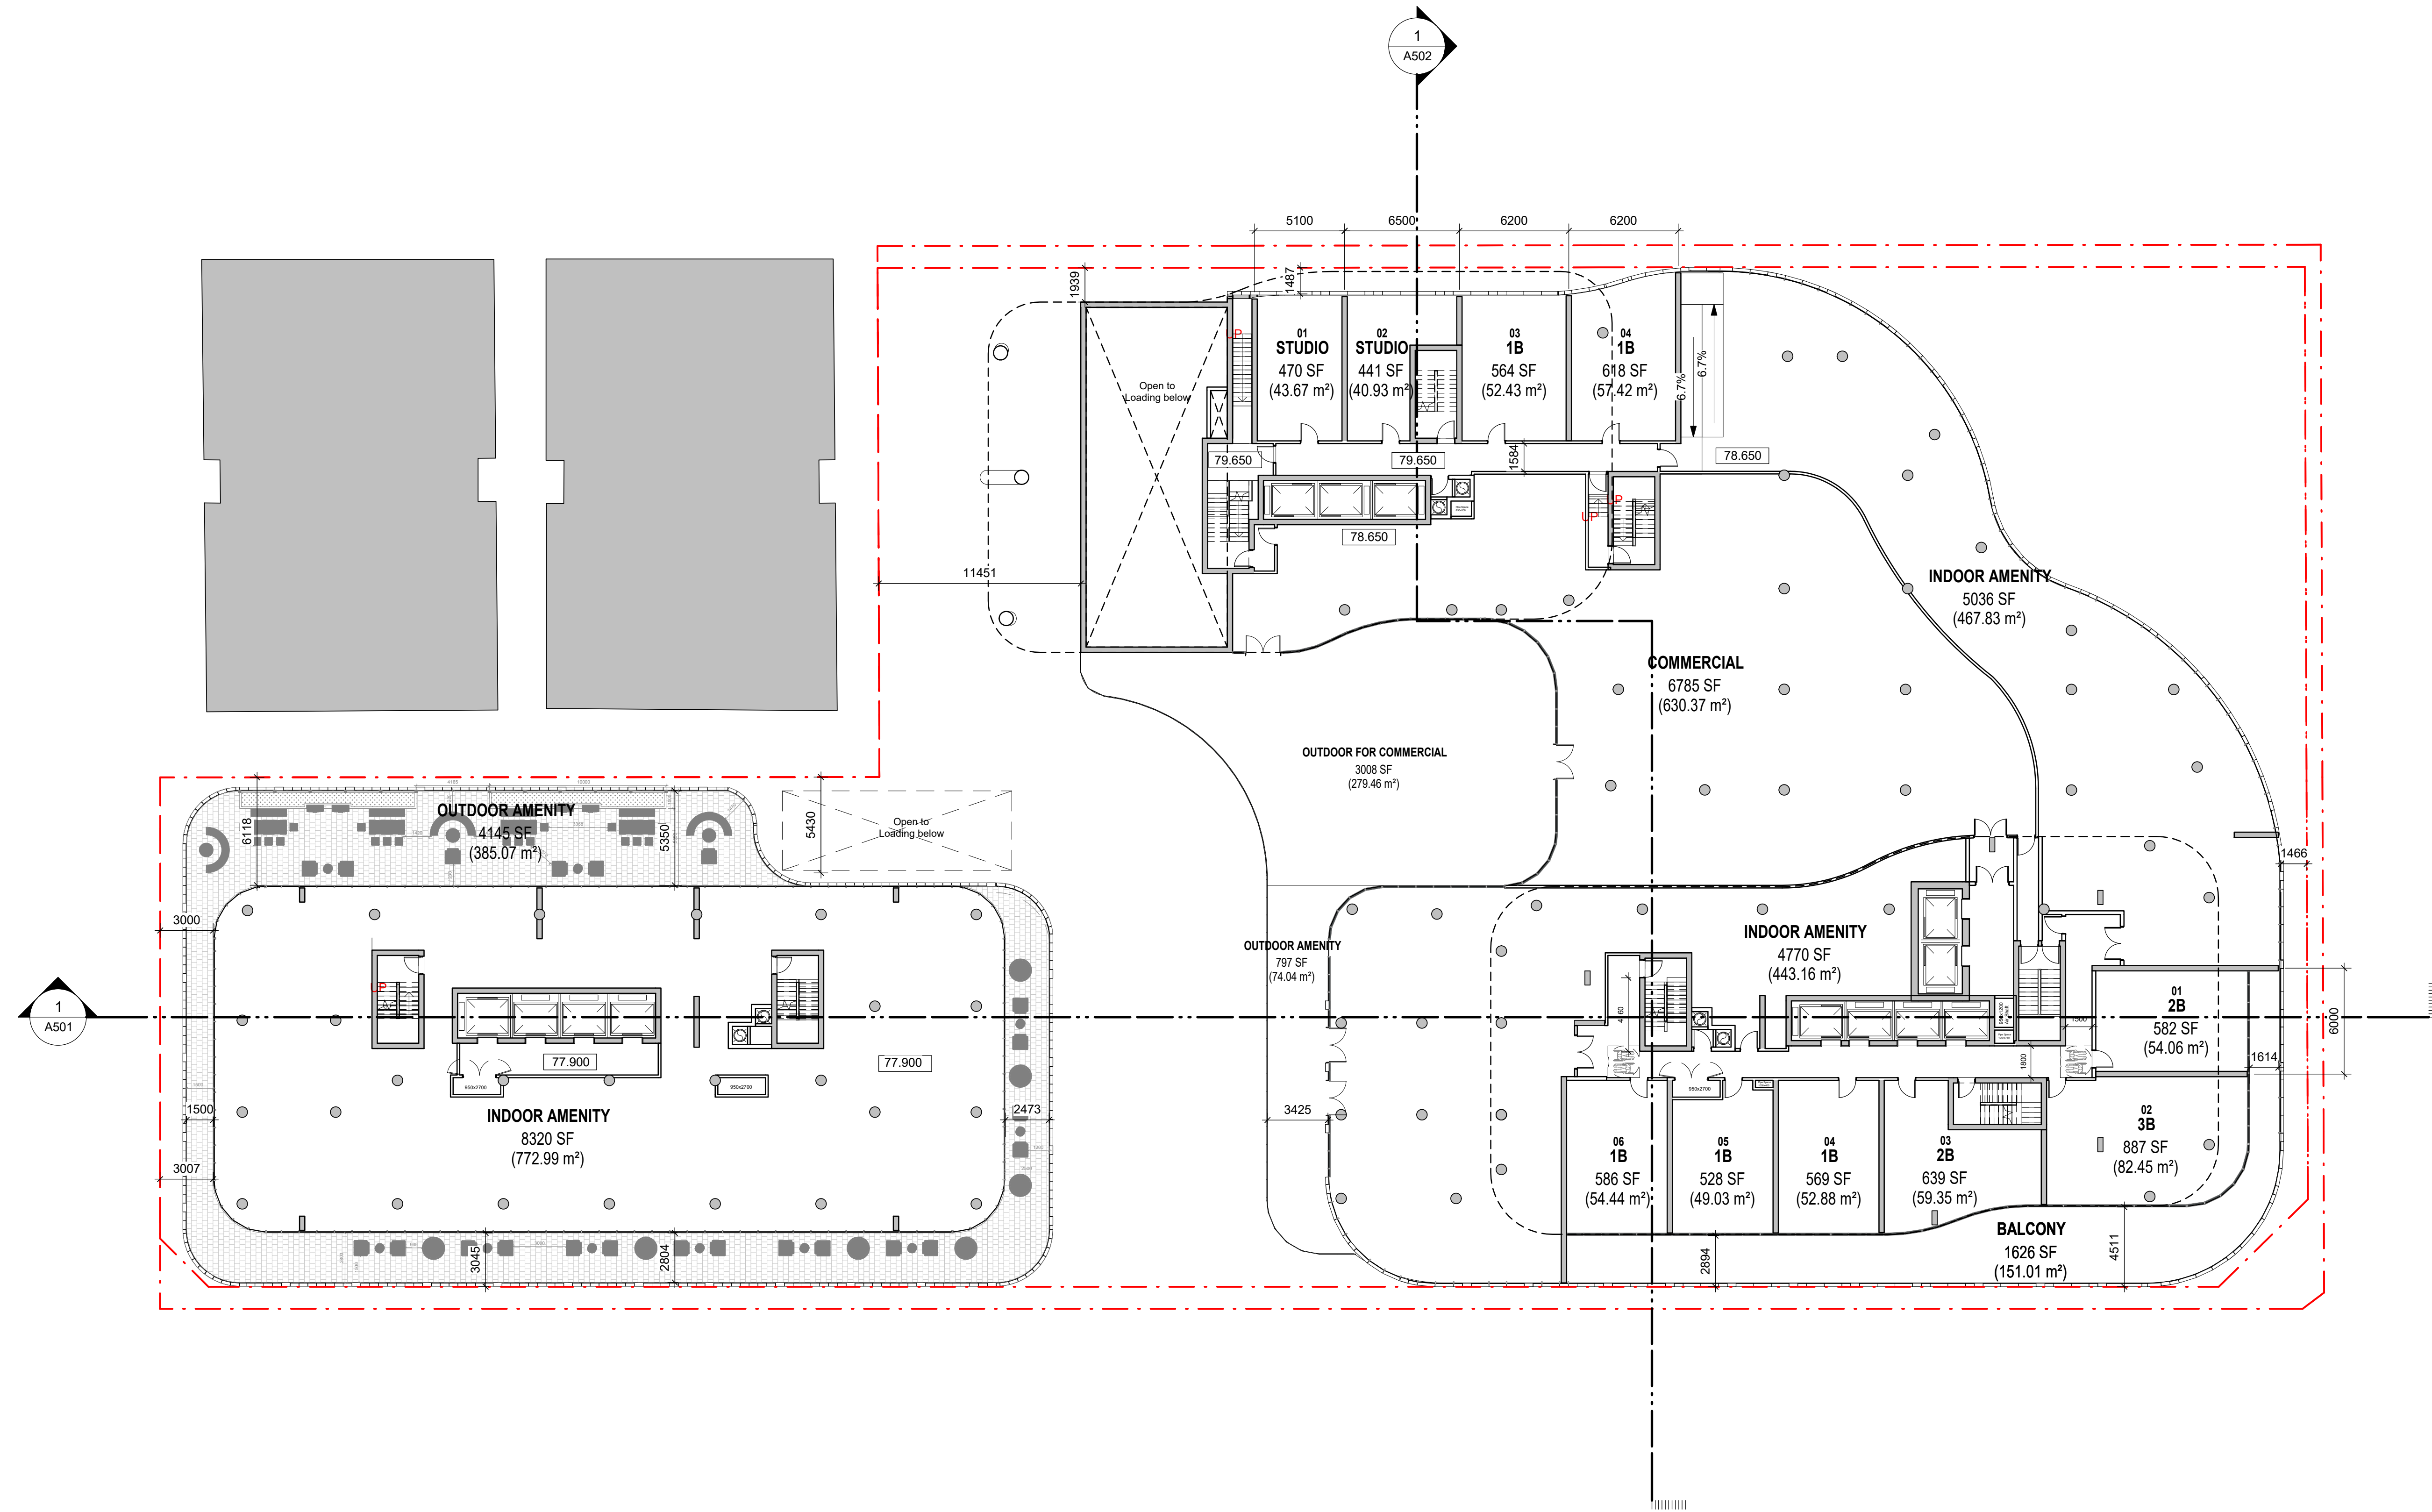 1
A502
5100
6500
6200
6200
1939
1487
01
STUDIO
470 SF
(43.67 m²)
02
STUDIO
441 SF
(40.93 m²)
03
1B
564 SF
(52.43 m²)
04
1B
618 SF
(57.42 m²)
6.7%
6.7%
UP
Open to
Loading below
79.650
79.650
1584
78.650
UP
UP
78.650
11451
INDOOR AMENITY
5036 SF
(467.83 m²)
COMMERCIAL
6785 SF
(630.37 m²)
OUTDOOR FOR COMMERCIAL
3008 SF
(279.46 m²)
OUTDOOR AMENITY
4145 SF
(385.07 m²)
6118
5350
5430
Open to
Loading below
1466
3000
OUTDOOR AMENITY
797 SF
(74.04 m²)
INDOOR AMENITY
4770 SF
(443.16 m²)
UP
1
A501
01
2B
582 SF
(54.06 m²)
6000
1614
1500
1800
77.900
77.900
950x2700
950x2700
950x2700
INDOOR AMENITY
8320 SF
(772.99 m²)
1500
2473
3425
3007
06
1B
586 SF
(54.44 m²)
05
1B
528 SF
(49.03 m²)
04
1B
569 SF
(52.88 m²)
03
2B
639 SF
(59.35 m²)
02
3B
887 SF
(82.45 m²)
BALCONY
1626 SF
(151.01 m²)
3045
2804
2894
4511